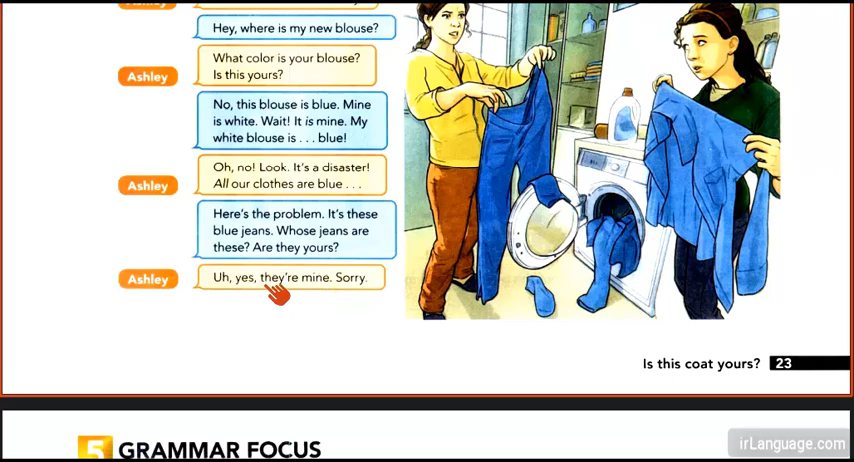 Hey, where is my new blouse?
Ashley
What color is your blouse?
Is this yours?
No, this blouse is blue. Mine
is white. Wait! It is mine. My
white blouse is . . . blue!
Ashley
Oh, no! Look. It's a disaster!
All our clothes are blue . . .
Here's the problem. It's these
blue jeans. Whose jeans are
these? Are they yours?
Ashley
Uh, yes, they're mine. Sorry.
Is this coat yours? 23
5 GRAMMAR FOCUS
irLanguage.com